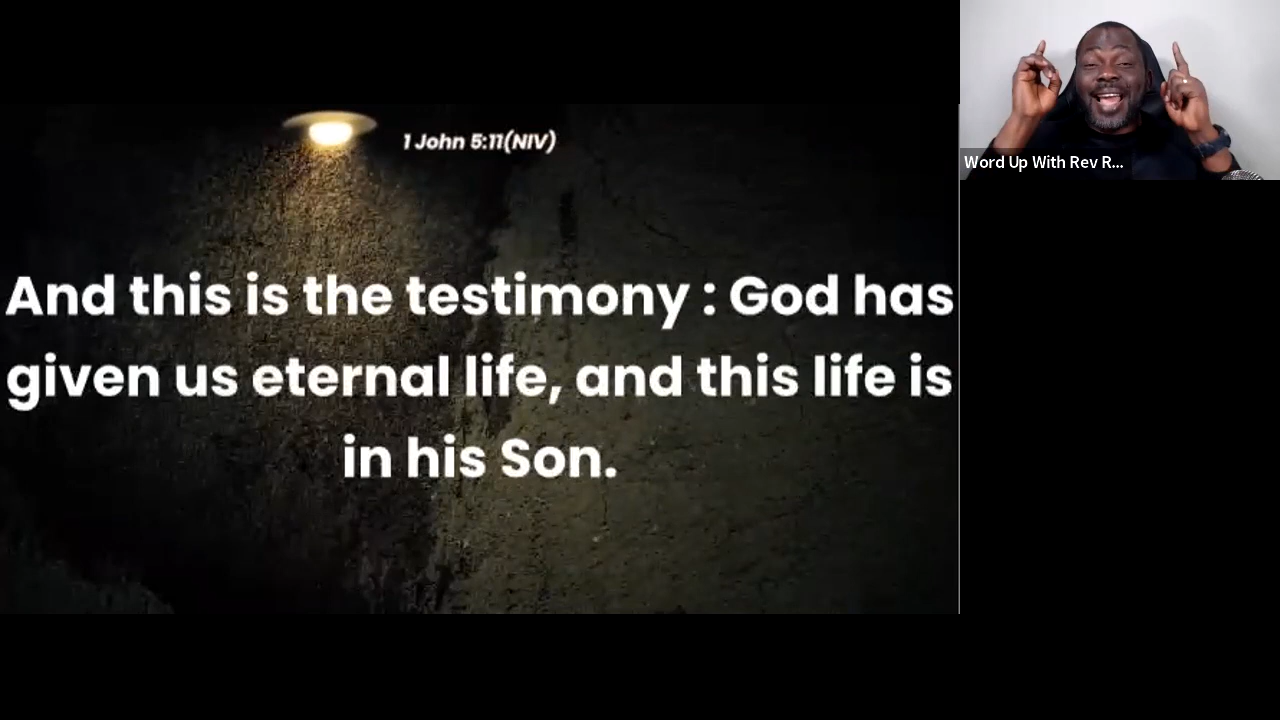 1 John 5:11(NIV)
And this is the testimony : God has
given us eternal life, and this life is
in his Son.
Word Up With Rev R...